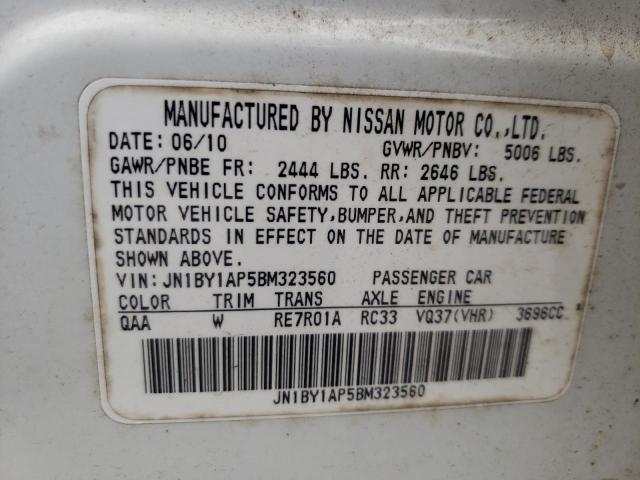 MANUFACTURED BY NISSAN MOTOR CO.,LTD.
DATE: 06/10 GVWR/PNBV: 5006 LBS.
GAWR/PNBE FR: 2444 LBS. RR: 2646 LBS.
THIS VEHICLE CONFORMS TO ALL APPLICABLE FEDERAL
MOTOR VEHICLE SAFETY,BUMPER,AND THEFT PREVENTION
STANDARDS IN EFFECT ON THE DATE OF MANUFACTURE
SHOWN ABOVE.
VIN: JN1BY1AP5BM323560 PASSENGER CAR
COLOR TRIM TRANS AXLE ENGINE
QAA W RE7R01A RC33 VQ37(VHR) 3696CC
JN1BY1AP5BM323560